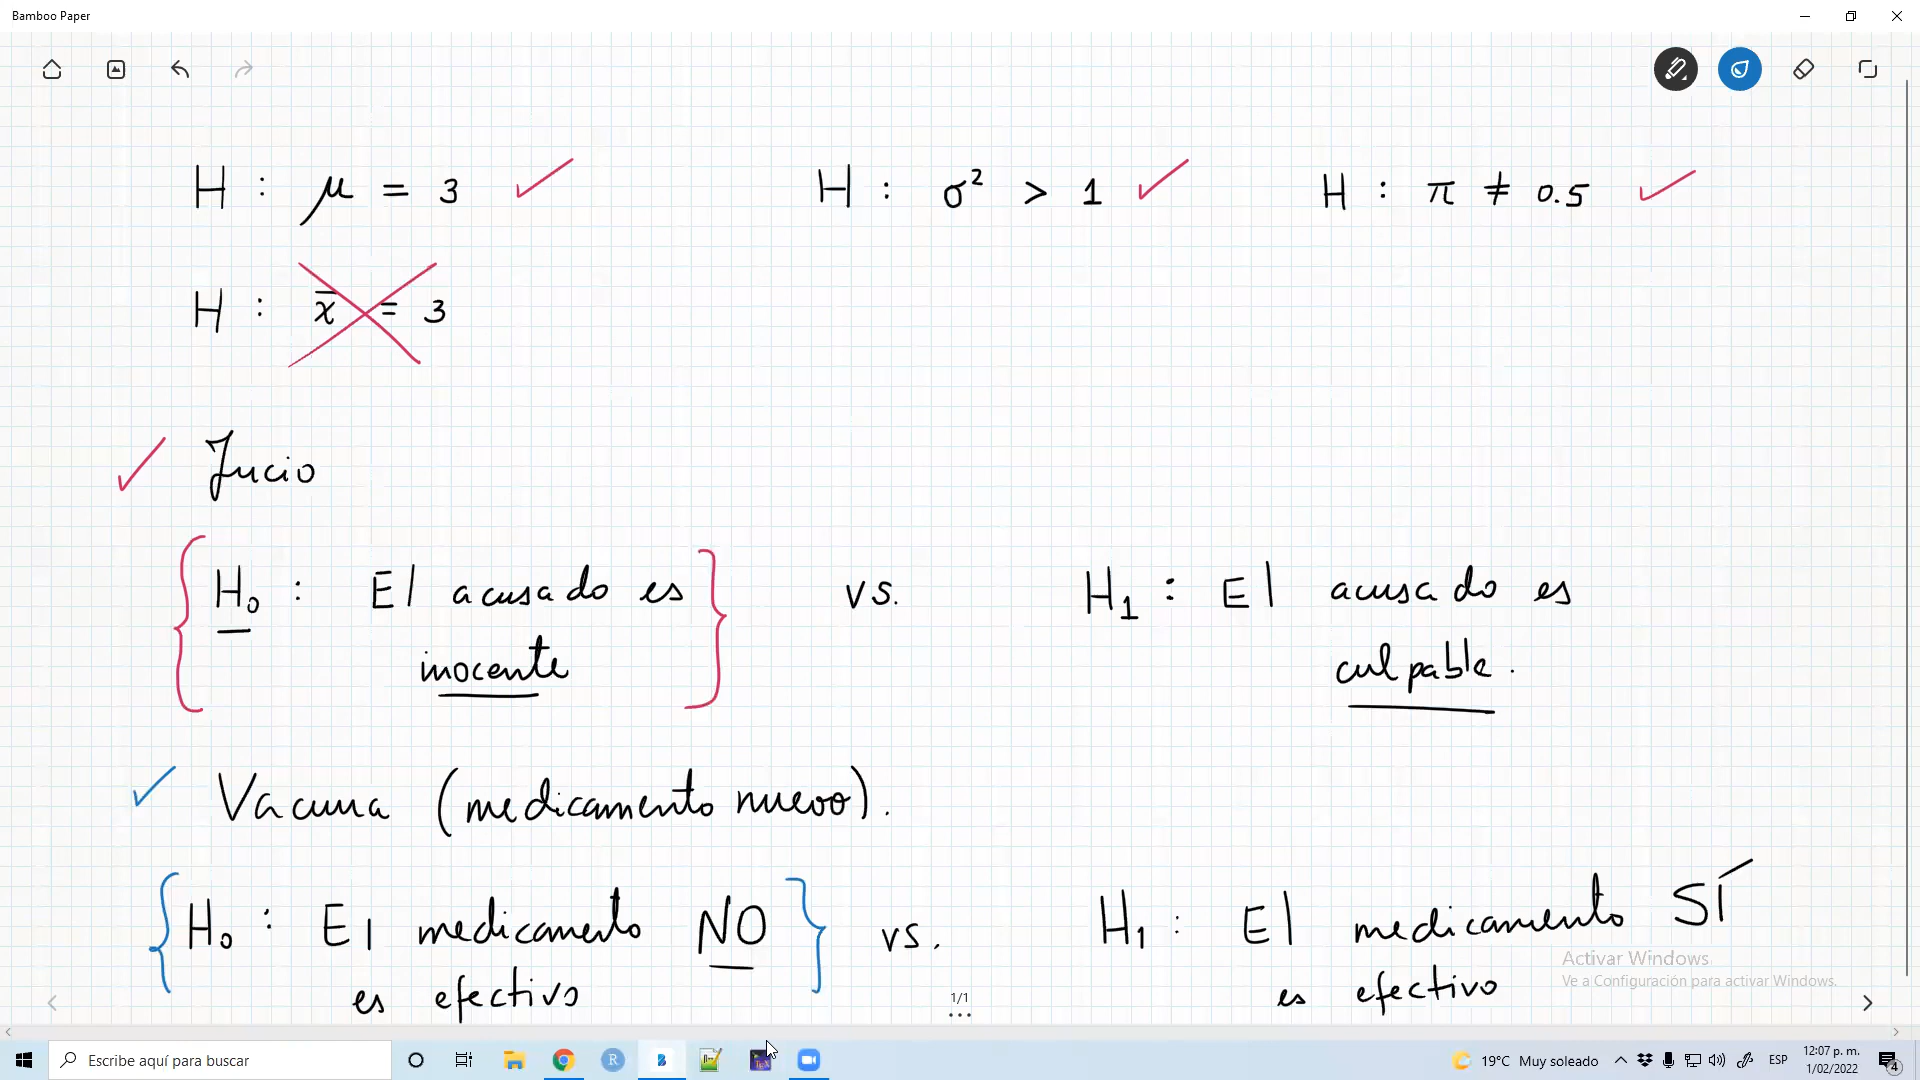 Bamboo Paper
H : μ = 3 ✓ H : σ² > 1 ✓ H : π ≠ 0.5 ✓
H : x̄ = 3
✓ Jucio
H₀ : El acusado es vs. H₁ : El acusado es
inocente culpable.
✓ Vacuna (medicamento nuevo).
H₀ : El medicamento NO vs. H₁ : El medicamento SÍ
es efectivo es efectivo
Activar Windows
Ve a Configuración para activar Windows.
1/1
Escribe aquí para buscar
19°C Muy soleado
ESP
12:07 p. m.
1/02/2022
4